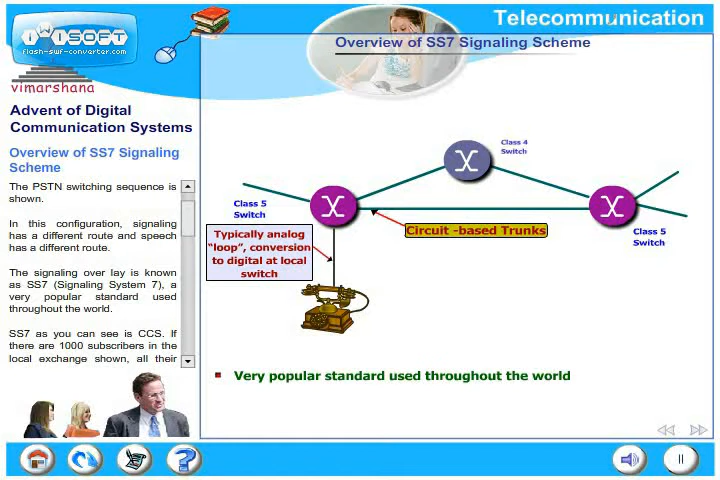 Telecommunication
Overview of SS7 Signaling Scheme
iWiSOFT
flash-swf-converter.com
vimarshana
Advent of Digital
Communication Systems
Overview of SS7 Signaling
Scheme
The PSTN switching sequence is
shown.
In this configuration, signaling
has a different route and speech
has a different route.
The signaling over lay is known
as SS7 (Signaling System 7), a
very popular standard used
throughout the world.
SS7 as you can see is CCS. If
there are 1000 subscribers in the
local exchange shown, all their
Class 4
Switch
Class 5
Switch
Class 5
Switch
Circuit -based Trunks
Typically analog
“loop”, conversion
to digital at local
switch
Very popular standard used throughout the world